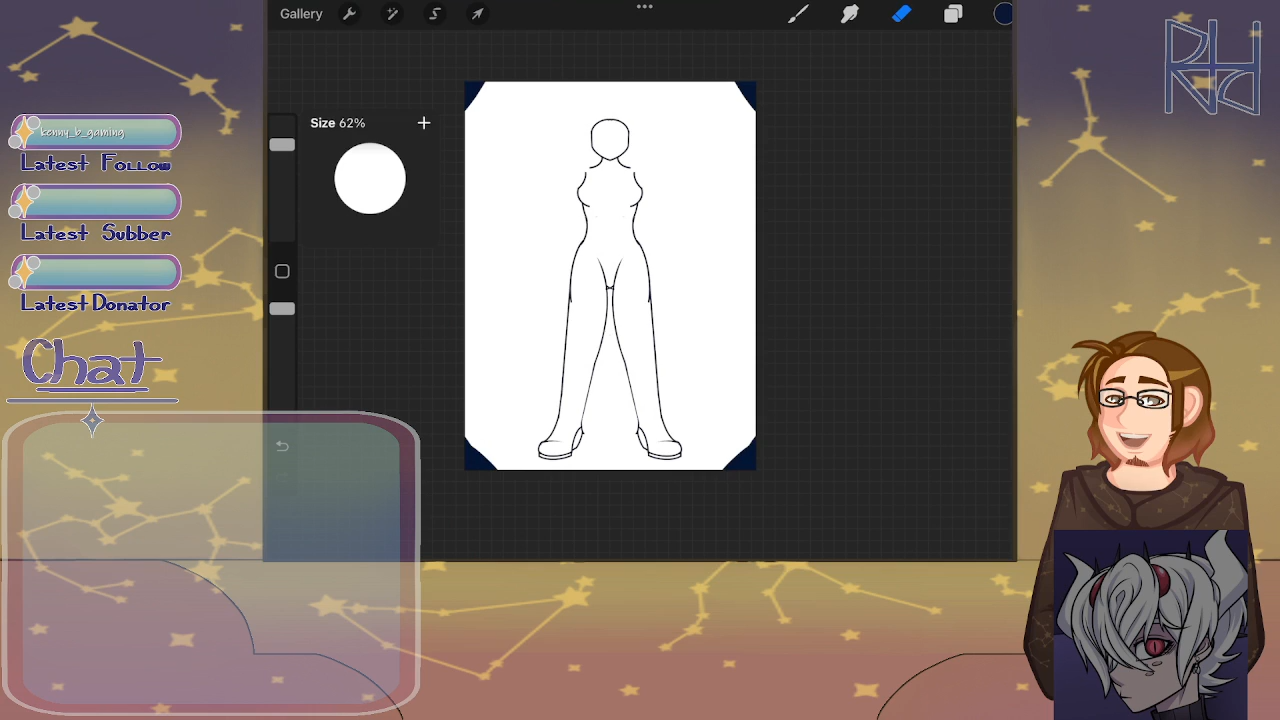 Gallery
Size 62%
kenny_b_gaming
Latest Follow
Latest Subber
Latest Donator
Chat